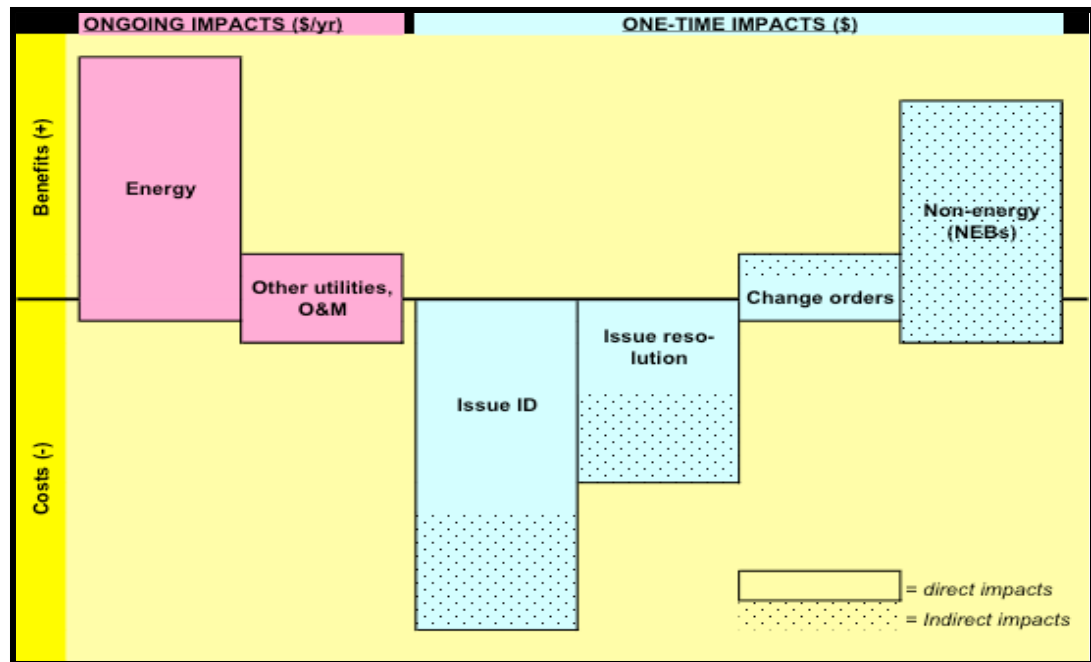 ONGOING IMPACTS ($/yr)
ONE-TIME IMPACTS ($)
Benefits (+)
Costs (-)
Energy
Other utilities,
O&M
Issue ID
Issue reso-
lution
Change orders
Non-energy
(NEBs)
= direct impacts
= Indirect impacts